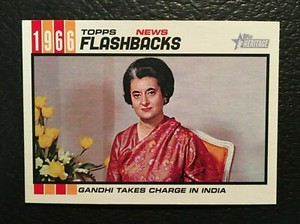 1966
TOPPS NEWS
FLASHBACKS
Topps
HERITAGE
GANDHI TAKES CHARGE IN INDIA